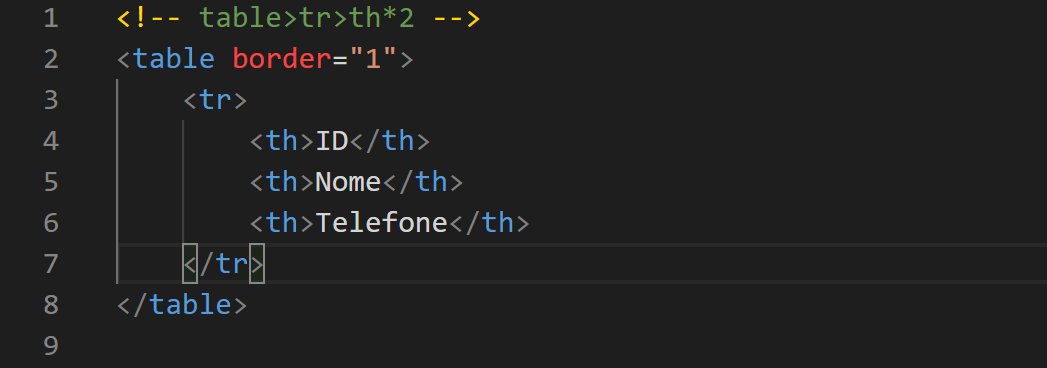 1 <!-- table>tr>th*2 -->
2 <table border="1">
3 <tr>
4 <th>ID</th>
5 <th>Nome</th>
6 <th>Telefone</th>
7 </tr>
8 </table>
9